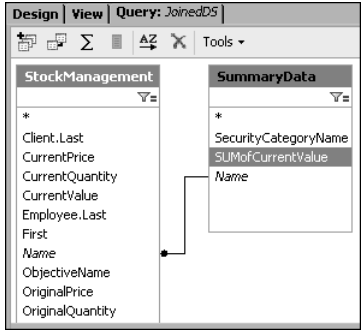 Design View Query: JoinedDS
Σ AZ Tools
StockManagement
*
Client.Last
CurrentPrice
CurrentQuantity
CurrentValue
Employee.Last
First
Name
ObjectiveName
OriginalPrice
OriginalQuantity
SummaryData
*
SecurityCategoryName
SUMofCurrentValue
Name